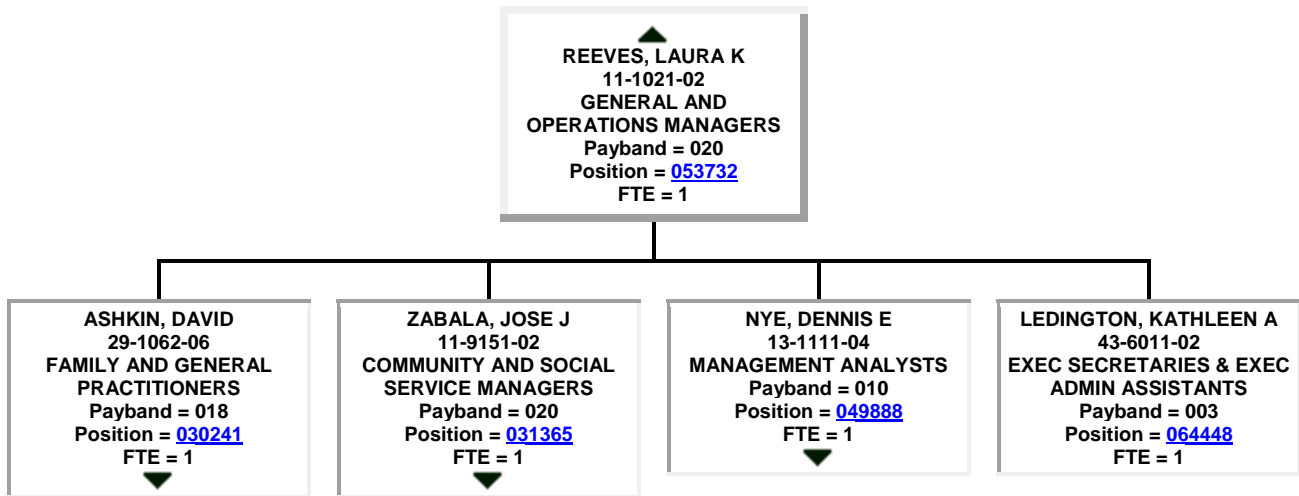 REEVES, LAURA K
11-1021-02
GENERAL AND
OPERATIONS MANAGERS
Payband = 020
Position = 053732
FTE = 1
ASHKIN, DAVID
29-1062-06
FAMILY AND GENERAL
PRACTITIONERS
Payband = 018
Position = 030241
FTE = 1
ZABALA, JOSE J
11-9151-02
COMMUNITY AND SOCIAL
SERVICE MANAGERS
Payband = 020
Position = 031365
FTE = 1
NYE, DENNIS E
13-1111-04
MANAGEMENT ANALYSTS
Payband = 010
Position = 049888
FTE = 1
LEDINGTON, KATHLEEN A
43-6011-02
EXEC SECRETARIES & EXEC
ADMIN ASSISTANTS
Payband = 003
Position = 064448
FTE = 1